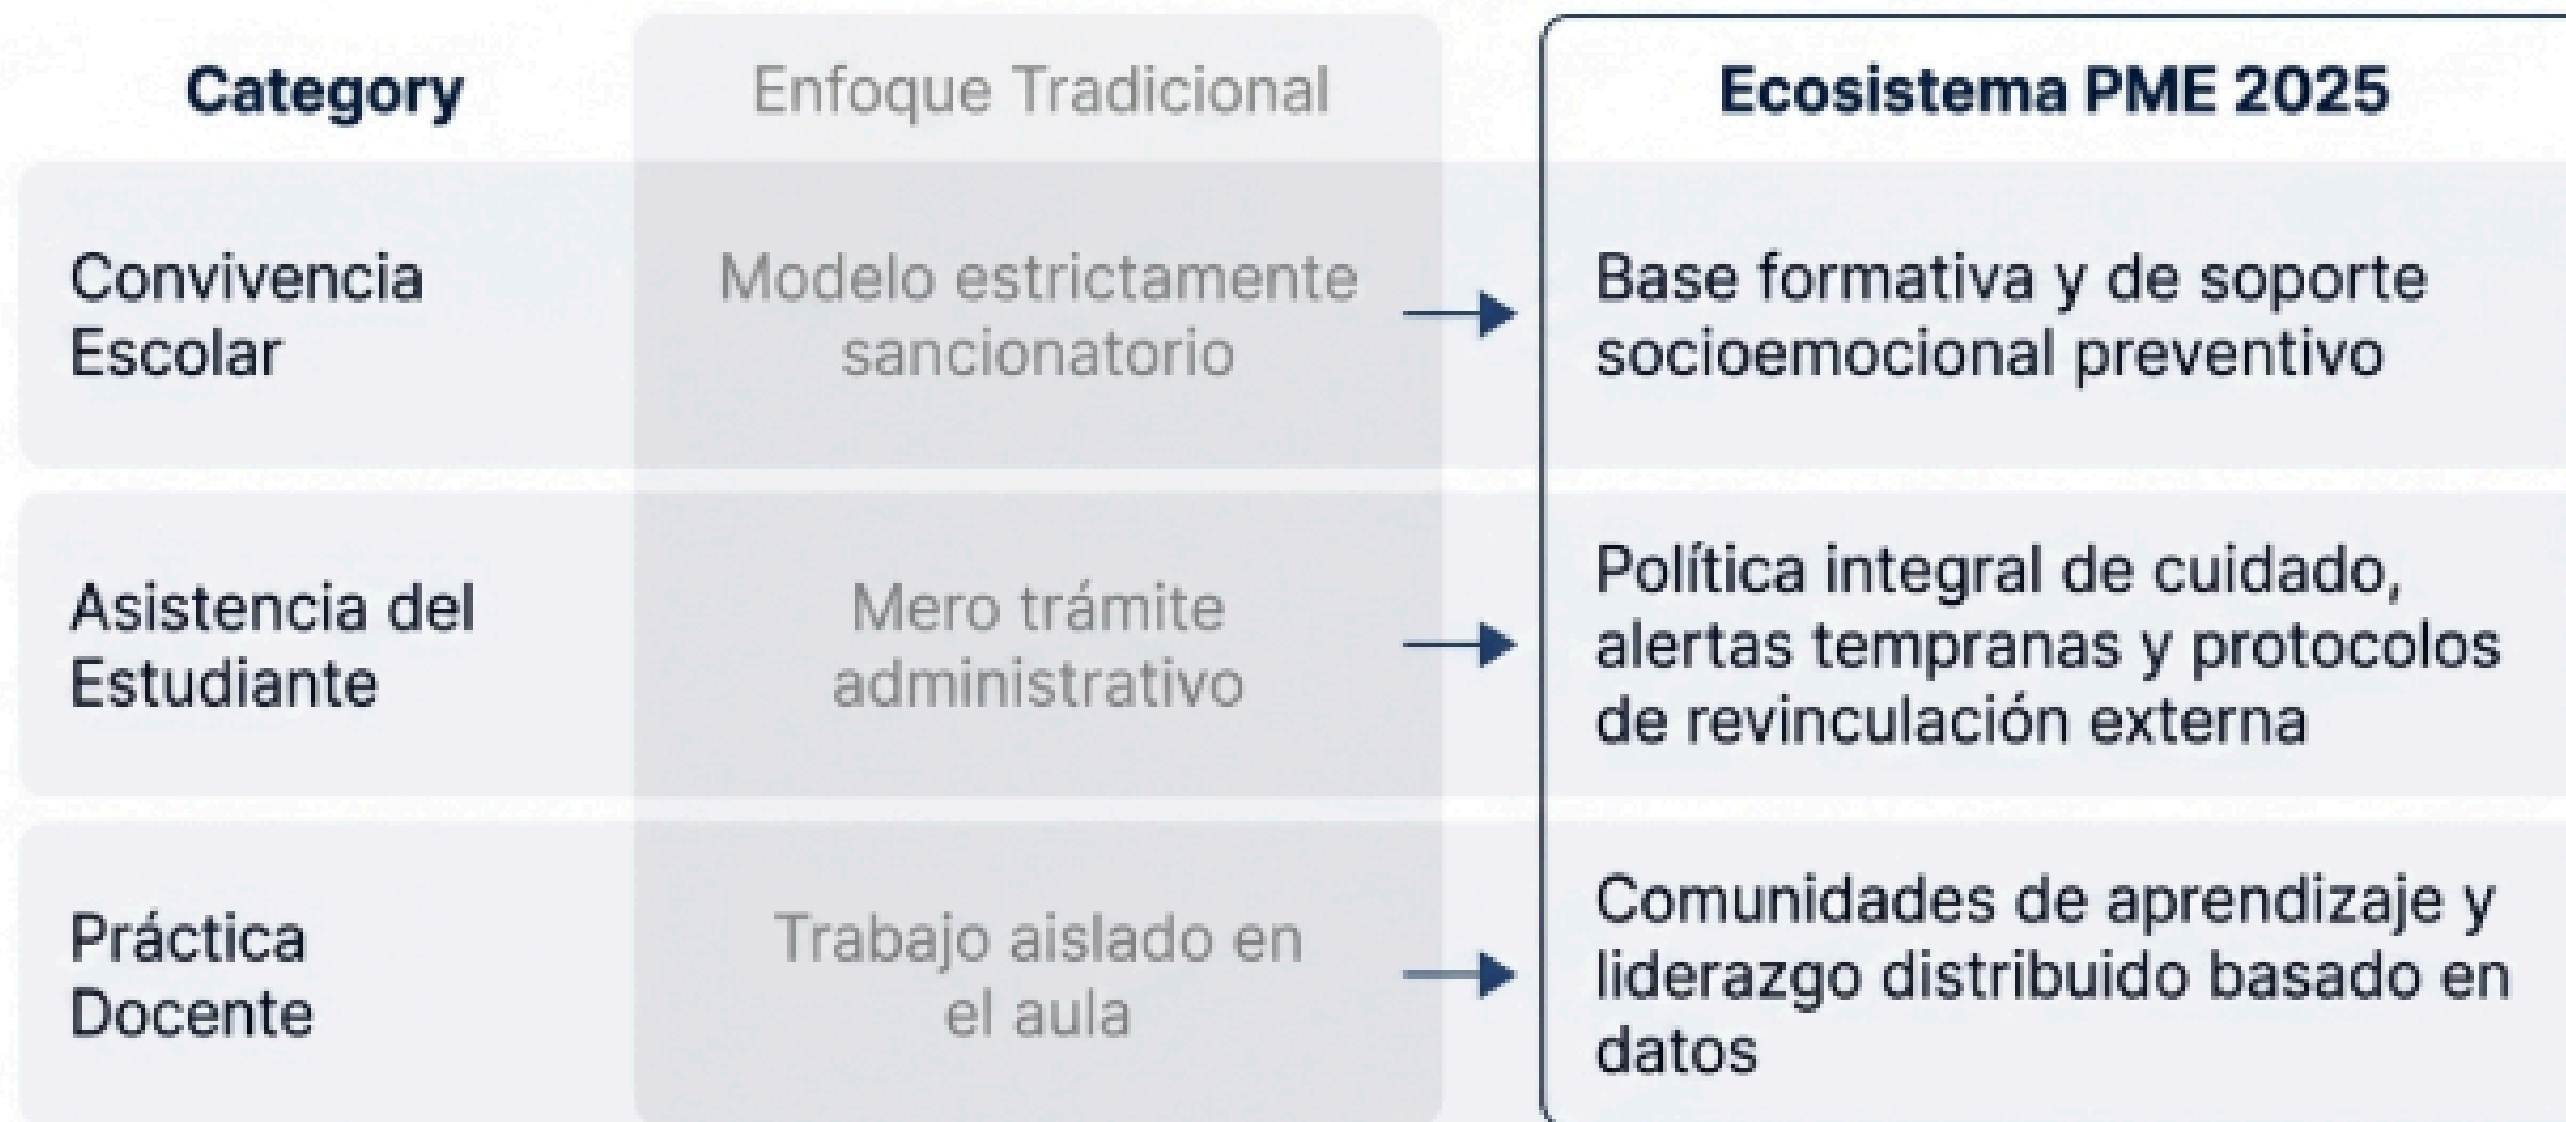 Category
Enfoque Tradicional
Ecosistema PME 2025
Convivencia
Escolar
Modelo estrictamente
sancionatorio
Base formativa y de soporte
socioemocional preventivo
Asistencia del
Estudiante
Mero trámite
administrativo
Política integral de cuidado,
alertas tempranas y protocolos
de revinculación externa
Práctica
Docente
Trabajo aislado en
el aula
Comunidades de aprendizaje y
liderazgo distribuido basado en
datos